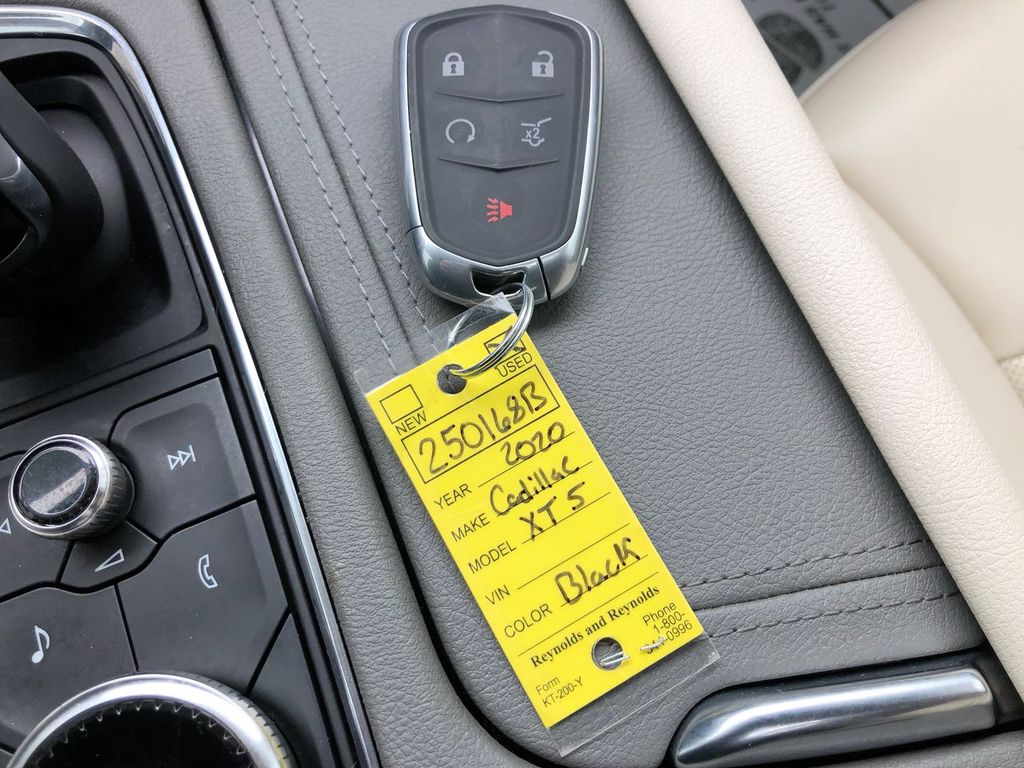 x2
NEW USED
250168B
YEAR 2020
MAKE Cadillac
MODEL XT5
VIN
COLOR Black
Reynolds and Reynolds
Phone
1-800-
0996
Form
KT-200-Y